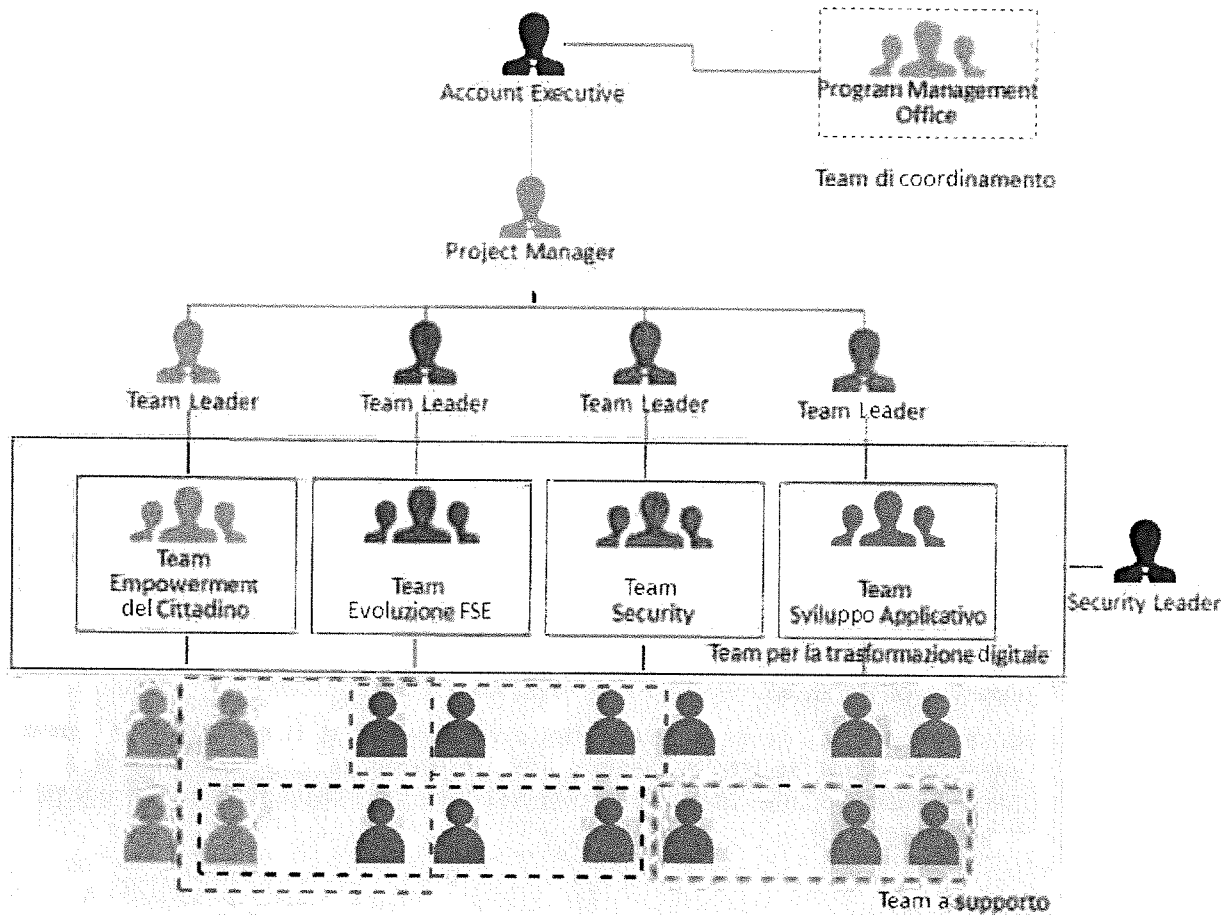 Account Executive
Program Management
Office
Team di coordinamento
Project Manager
Team Leader
Team Leader
Team Leader
Team Leader
Team
Empowerment
del Cittadino
Team
Evoluzione FSE
Team
Security
Team
Sviluppo Applicativo
Security Leader
Team per la trasformazione digitale
Team a supporto